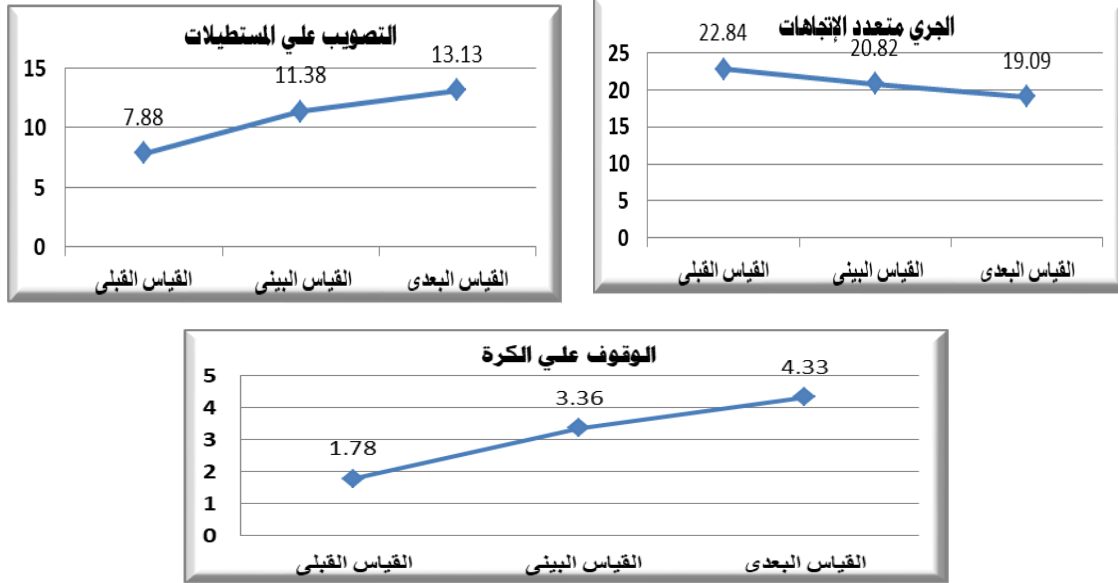 التصويب علي المستطيلات
15
10
5
0
7.88
11.38
13.13
القياس القبلى
القياس البينى
القياس البعدى
الجري متعدد الإتجاهات
25
20
15
10
5
0
22.84
20.82
19.09
القياس القبلى
القياس البينى
القياس البعدى
الوقوف علي الكرة
5
4
3
2
1
0
1.78
3.36
4.33
القياس القبلى
القياس البينى
القياس البعدى